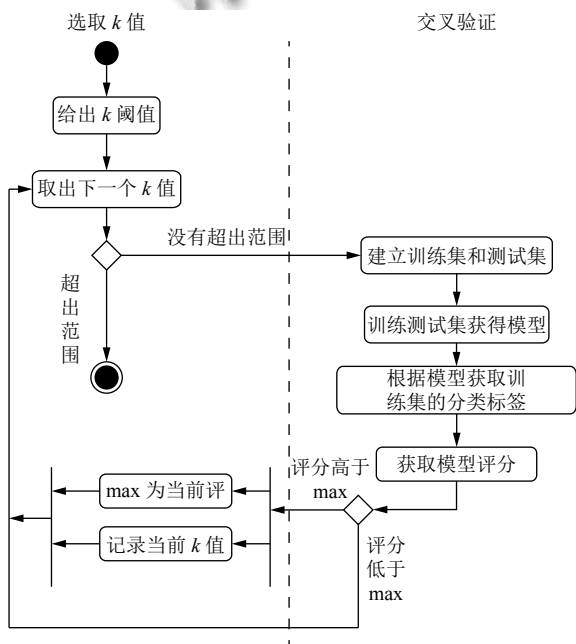 选取 k 值
交叉验证
给出 k 阈值
取出下一个 k 值
没有超出范围
超
出
范
围
建立训练集和测试集
训练测试集获得模型
根据模型获取训
练集的分类标签
获取模型评分
评分高于
max
max 为当前评
记录当前 k 值
评分
低于
max